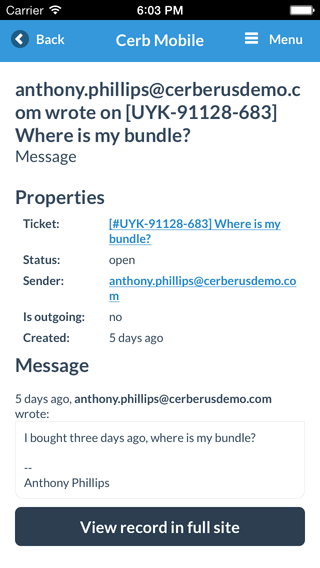 Carrier 6:03 PM
Back Cerb Mobile Menu
anthony.phillips@cerberusdemo.c
om wrote on [UYK-91128-683]
Where is my bundle?
Message
Properties
Ticket: [#UYK-91128-683] Where is my
bundle?
Status: open
Sender: anthony.phillips@cerberusdemo.co
m
Is outgoing: no
Created: 5 days ago
Message
5 days ago, anthony.phillips@cerberusdemo.com
wrote:
I bought three days ago, where is my bundle?
--
Anthony Phillips
View record in full site